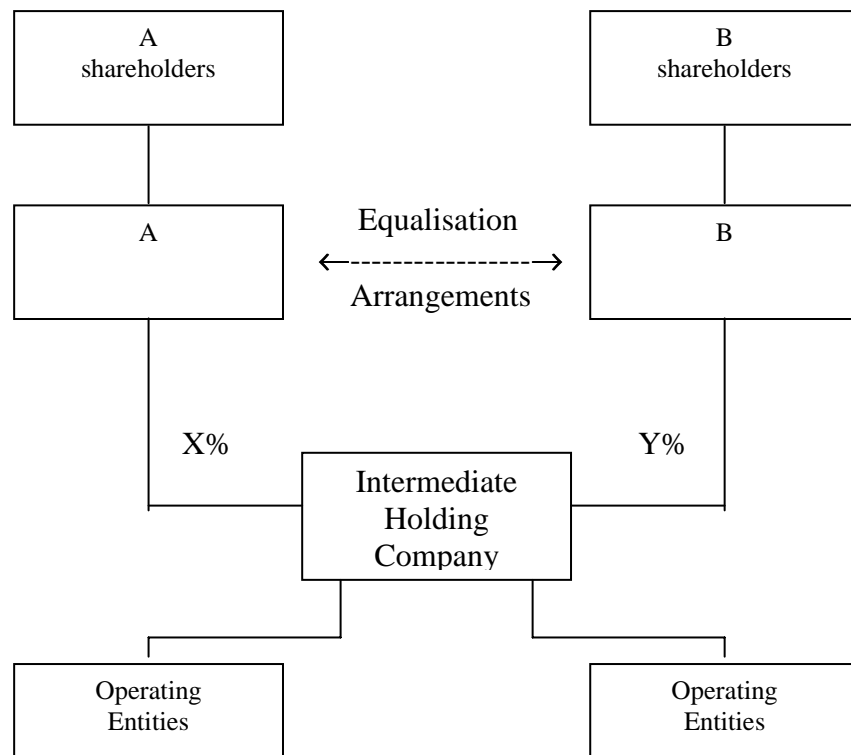 A
shareholders
B
shareholders
A
Equalisation
Arrangements
B
X%
Y%
Intermediate
Holding
Company
Operating
Entities
Operating
Entities